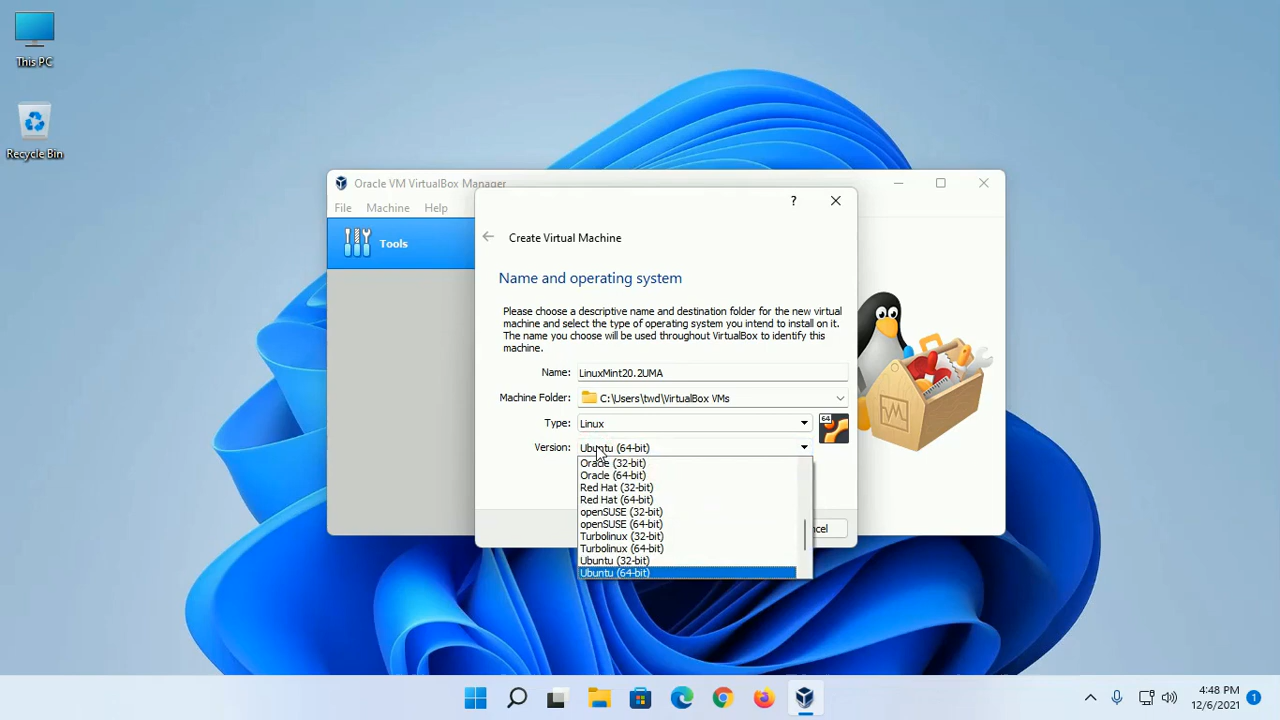 This PC
Recycle Bin
Oracle VM VirtualBox Manager
File Machine Help
Tools
?
Create Virtual Machine
Name and operating system
Please choose a descriptive name and destination folder for the new virtual
machine and select the type of operating system you intend to install on it.
The name you choose will be used throughout VirtualBox to identify this
machine.
Name: LinuxMint20.2UMA
Machine Folder: C:\Users\twd\VirtualBox VMs
Type: Linux
64
Version: Ubuntu (64-bit)
Oracle (32-bit)
Oracle (64-bit)
Red Hat (32-bit)
Red Hat (64-bit)
openSUSE (32-bit)
openSUSE (64-bit)
Turbolinux (32-bit)
Turbolinux (64-bit)
Ubuntu (32-bit)
Ubuntu (64-bit)
ncel
4:48 PM
12/6/2021
1